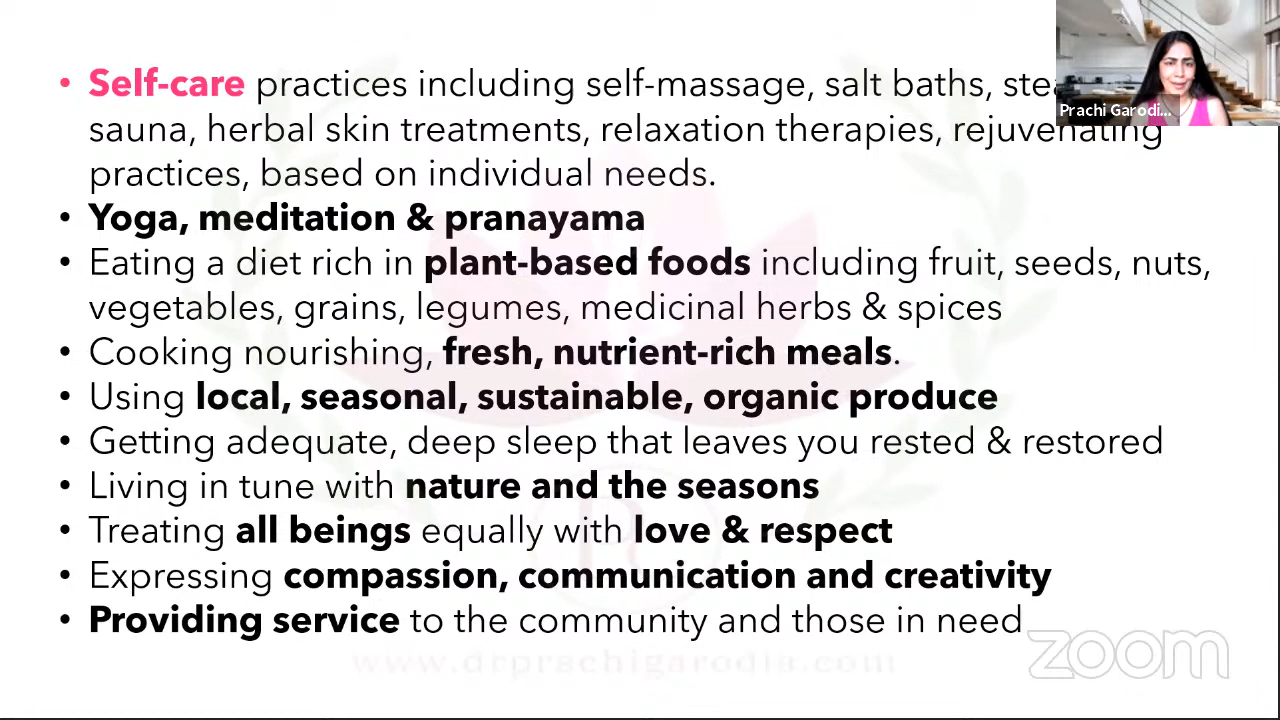 • Self-care practices including self-massage, salt baths,
Prachi Garodi...
sauna, herbal skin treatments, relaxation therapies, rejuvenating
practices, based on individual needs.
• Yoga, meditation & pranayama
• Eating a diet rich in plant-based foods including fruit, seeds, nuts,
vegetables, grains, legumes, medicinal herbs & spices
• Cooking nourishing, fresh, nutrient-rich meals.
• Using local, seasonal, sustainable, organic produce
• Getting adequate, deep sleep that leaves you rested & restored
• Living in tune with nature and the seasons
• Treating all beings equally with love & respect
• Expressing compassion, communication and creativity
• Providing service to the community and those in need
zoom
www.drprachigarodia.com